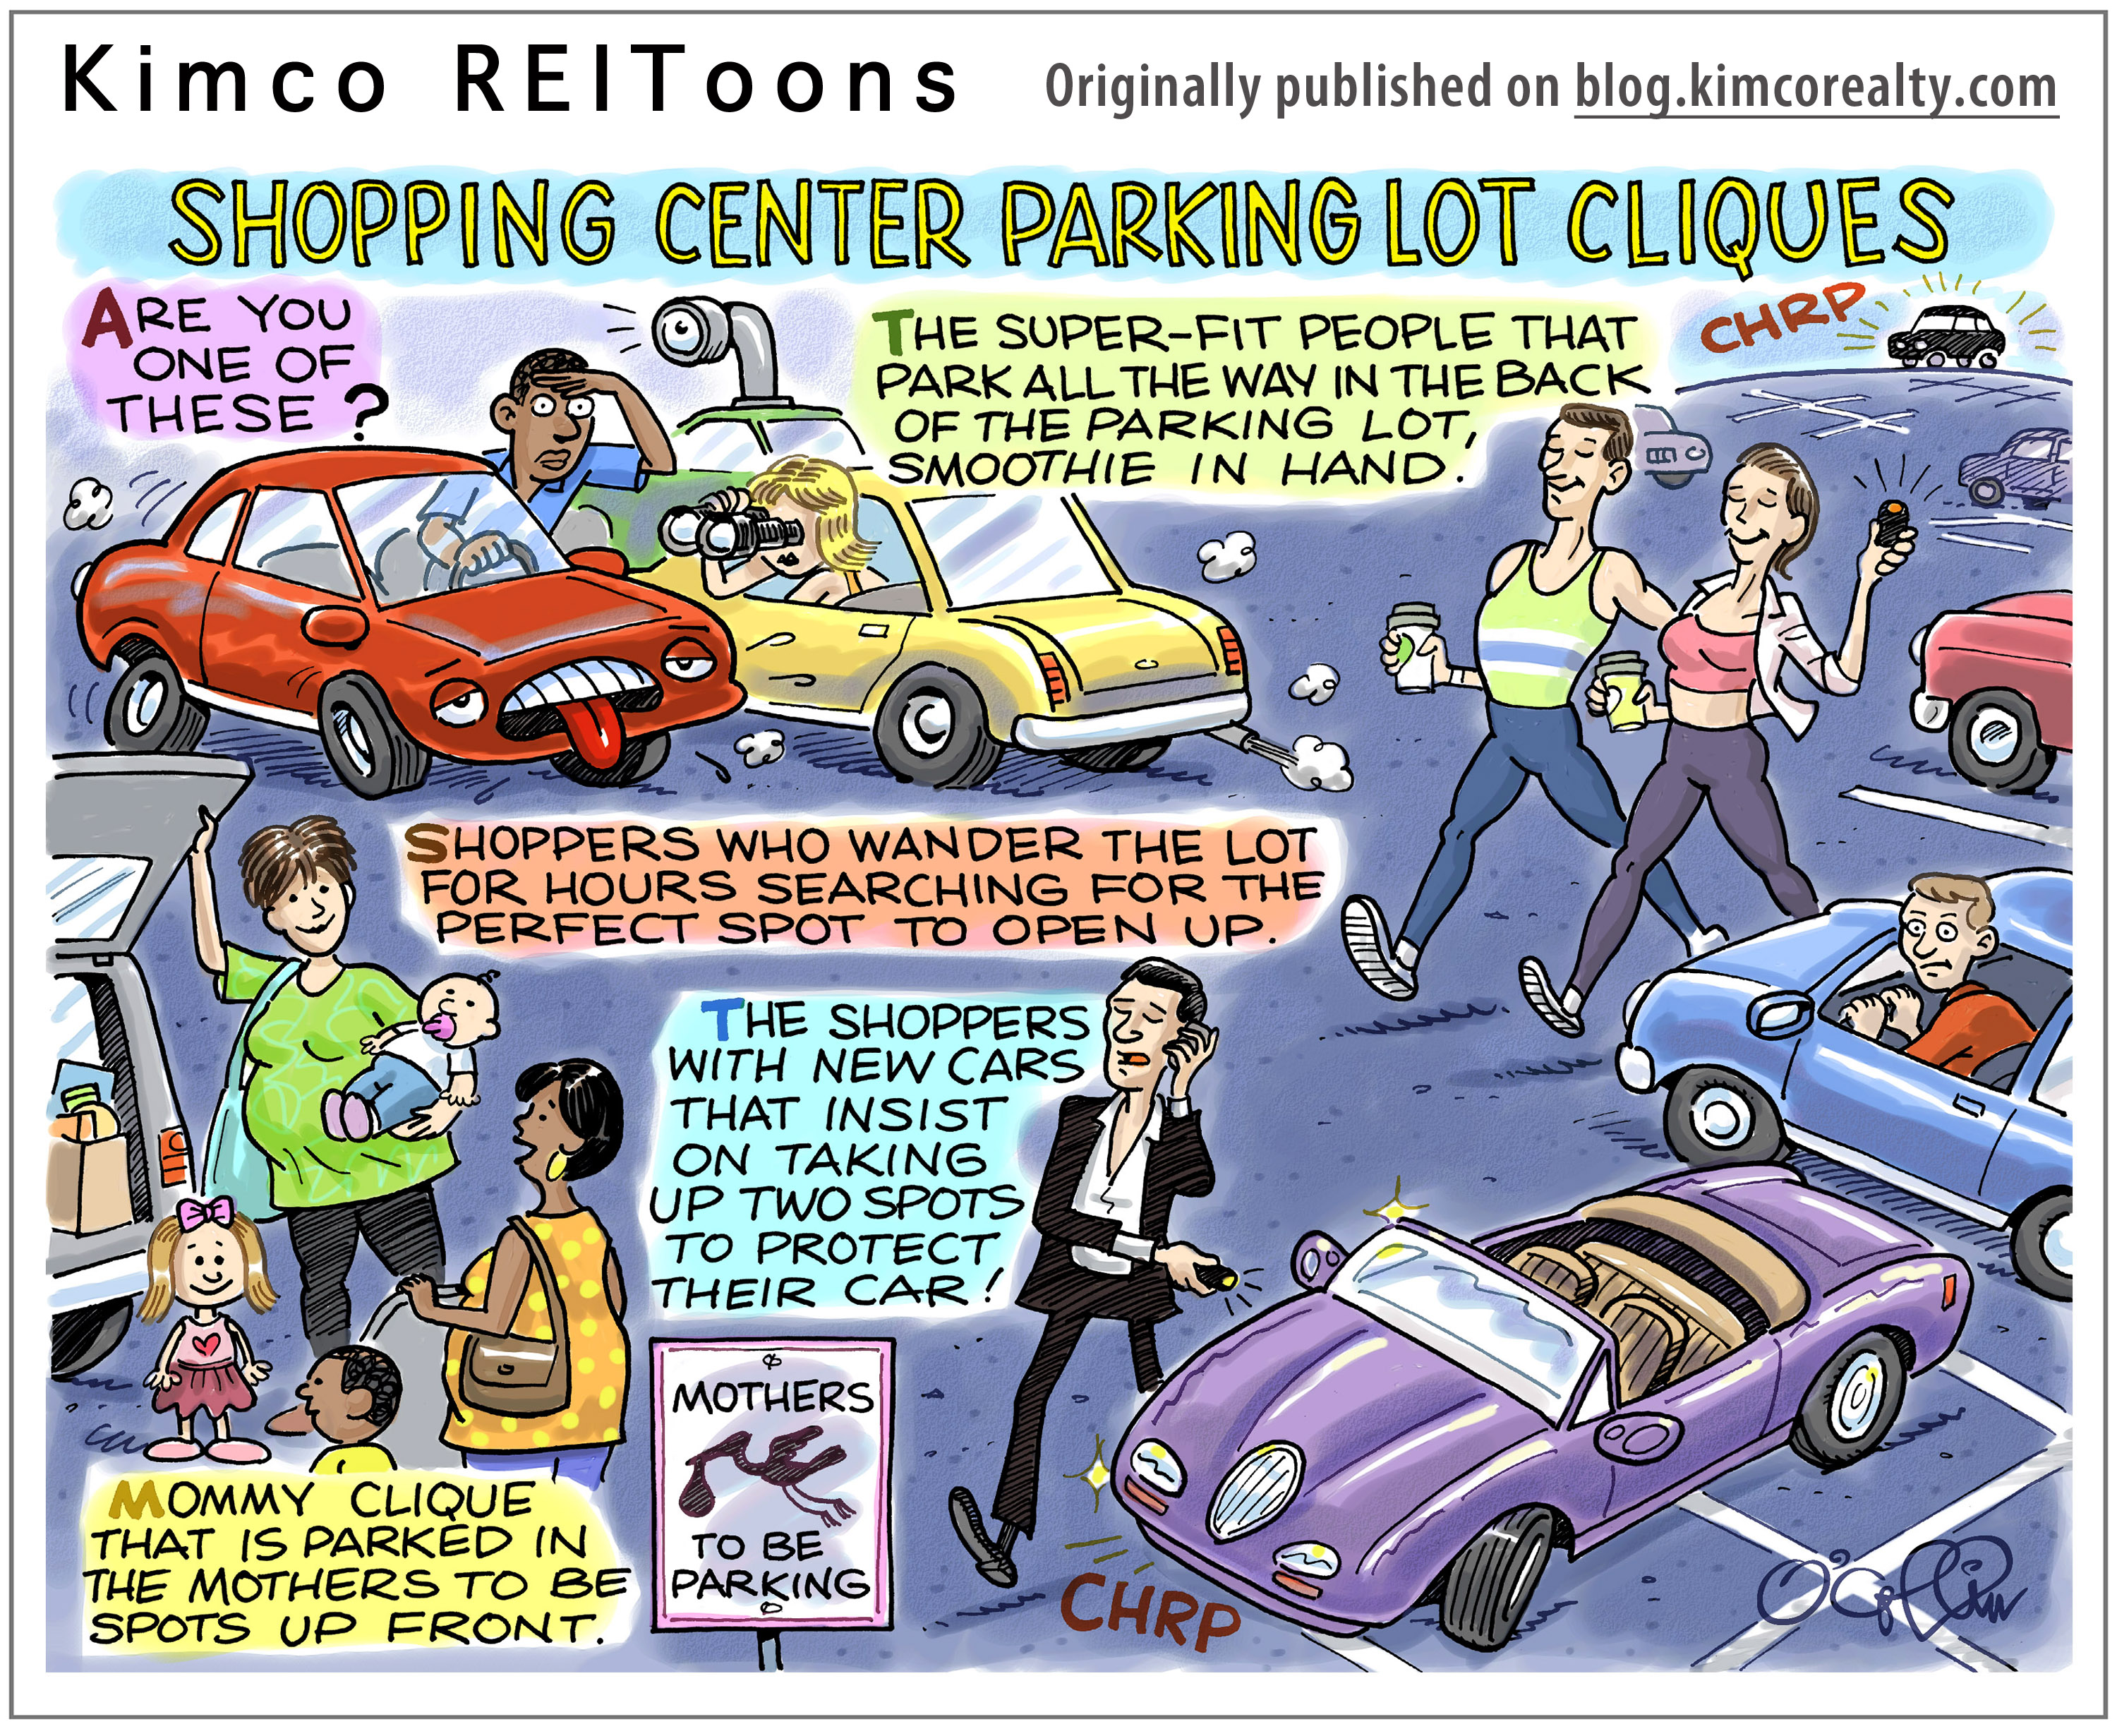 Kimco REIToons
Originally published on blog.kimcorealty.com
SHOPPING CENTER PARKING LOT CLIQUES
ARE YOU
ONE OF
THESE?
THE SUPER-FIT PEOPLE THAT
PARK ALL THE WAY IN THE BACK
OF THE PARKING LOT,
SMOOTHIE IN HAND.
CHRP
SHOPPERS WHO WANDER THE LOT
FOR HOURS SEARCHING FOR THE
PERFECT SPOT TO OPEN UP.
THE SHOPPERS
WITH NEW CARS
THAT INSIST
ON TAKING
UP TWO SPOTS
TO PROTECT
THEIR CAR!
MOMMY CLIQUE
THAT IS PARKED IN
THE MOTHERS TO BE
SPOTS UP FRONT.
MOTHERS
TO BE
PARKING
CHRP